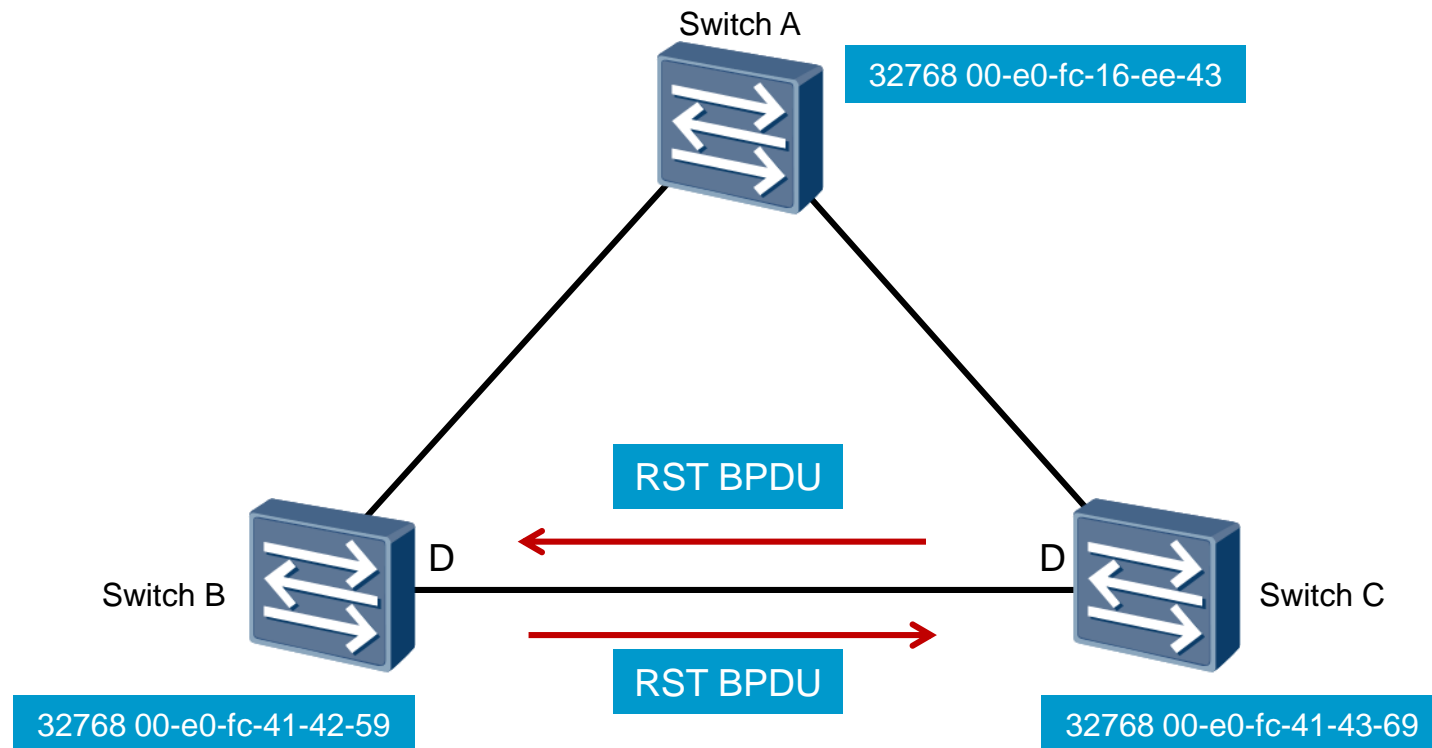 Switch A
32768 00-e0-fc-16-ee-43
RST BPDU
D
D
Switch B
Switch C
RST BPDU
32768 00-e0-fc-41-42-59
32768 00-e0-fc-41-43-69